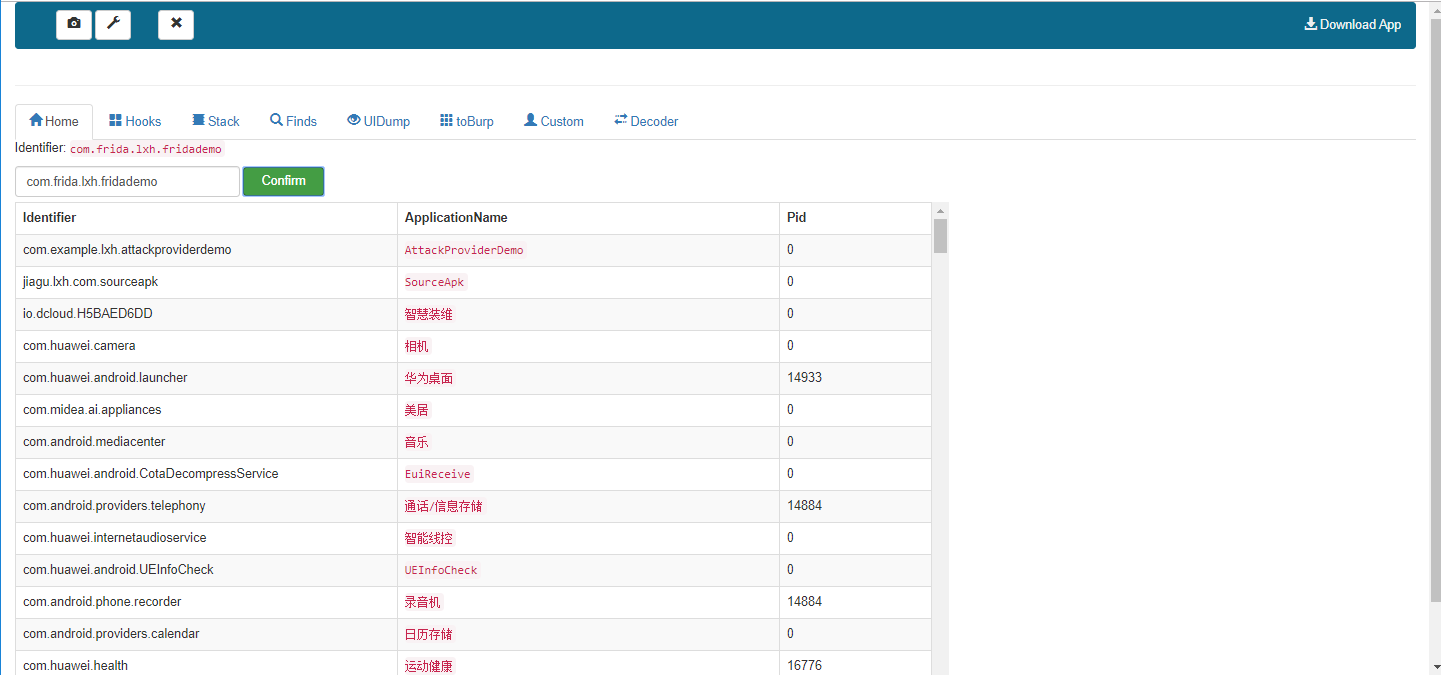 Download App
Home Hooks Stack Finds UIDump toBurp Custom Decoder
Identifier: com.frida.lxh.fridademo
com.frida.lxh.fridademo Confirm
Identifier ApplicationName Pid
com.example.lxh.attackproviderdemo AttackProviderDemo 0
jiagu.lxh.com.sourceapk SourceApk 0
io.dcloud.H5BAED6DD 智慧装维 0
com.huawei.camera 相机 0
com.huawei.android.launcher 华为桌面 14933
com.midea.ai.appliances 美居 0
com.android.mediacenter 音乐 0
com.huawei.android.CotaDecompressService EuiReceive 0
com.android.providers.telephony 通话/信息存储 14884
com.huawei.internetaudioservice 智能线控 0
com.huawei.android.UEInfoCheck UEInfoCheck 0
com.android.phone.recorder 录音机 14884
com.android.providers.calendar 日历存储 0
com.huawei.health 运动健康 16776